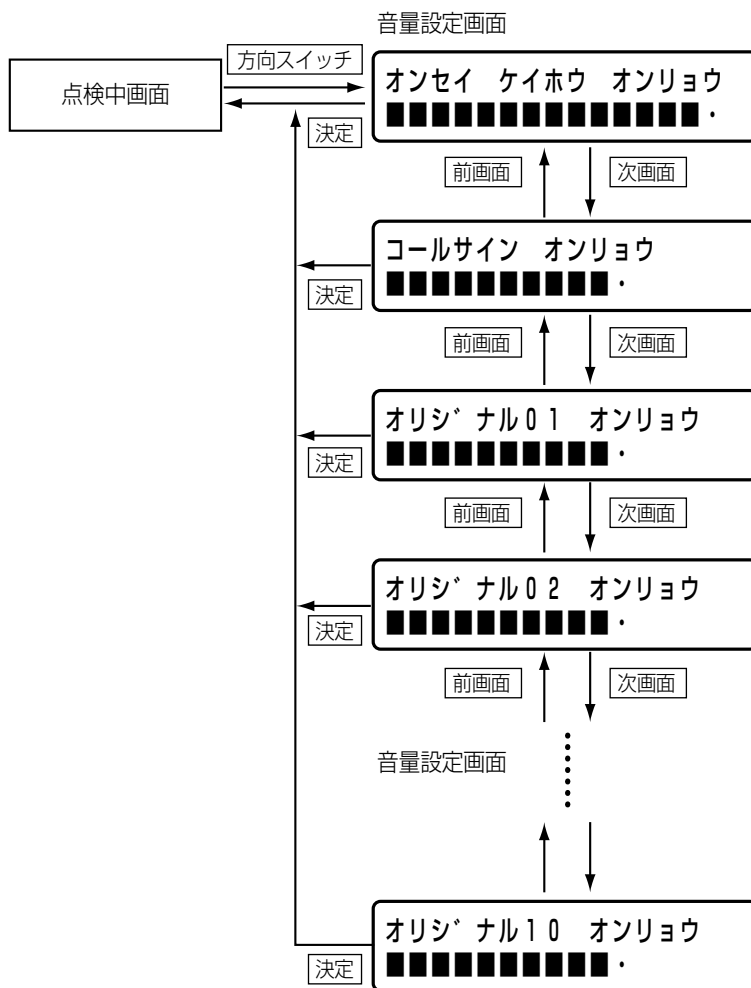 音量設定画面
方向スイッチ
点検中画面
オンセイ ケイホウ オンリョウ
■■■■■■■■■■■■■■・
決定
前画面 次画面
コールサイン オンリョウ
■■■■■■■■■■・
決定
前画面 次画面
オリシ゛ナル01 オンリョウ
■■■■■■■■■■・
決定
前画面 次画面
オリシ゛ナル02 オンリョウ
■■■■■■■■■■・
決定
前画面 次画面
音量設定画面
オリシ゛ナル10 オンリョウ
■■■■■■■■■■・
決定